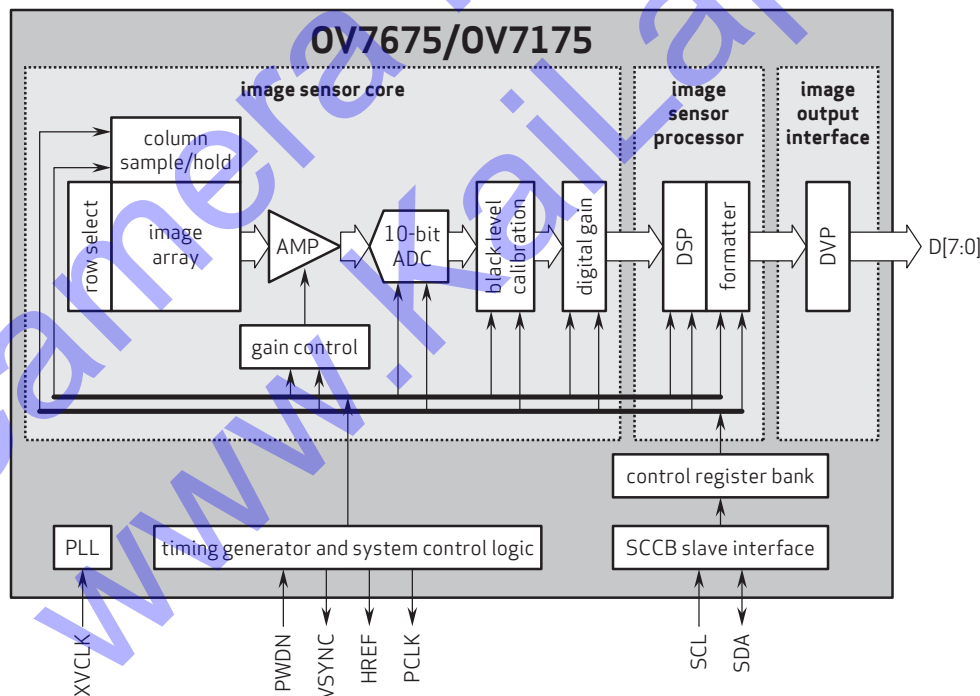 OV7675/OV7175
image sensor core
image
sensor
processor
image
output
interface
column
sample/hold
row select
image
array
AMP
10-bit
ADC
black level
calibration
digital gain
DSP
formatter
DVP
D[7:0]
gain control
control register bank
PLL
timing generator and system control logic
SCCB slave interface
XVCLK
PWDN
VSYNC
HREF
PCLK
SCL
SDA
camera
www.KaiLap